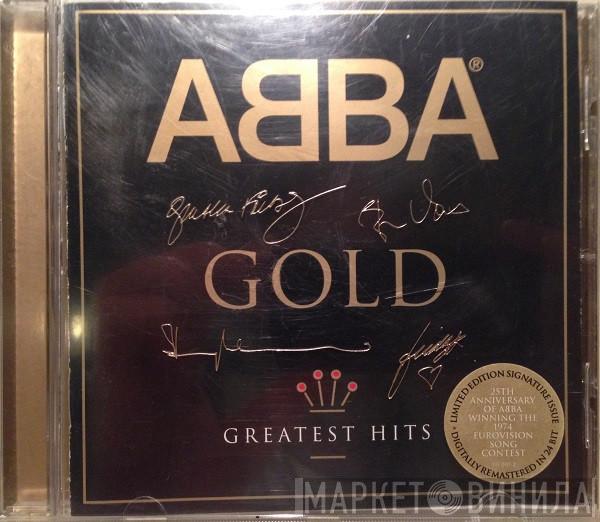 ABBA®
GOLD
GREATEST HITS
LIMITED EDITION SIGNATURE ISSUE
25TH
ANNIVERSARY
OF ABBA
WINNING THE
1974
EUROVISION
SONG
CONTEST
DIGITALLY REMASTERED IN 24 BIT
МАРКЕТ ВИНИЛА